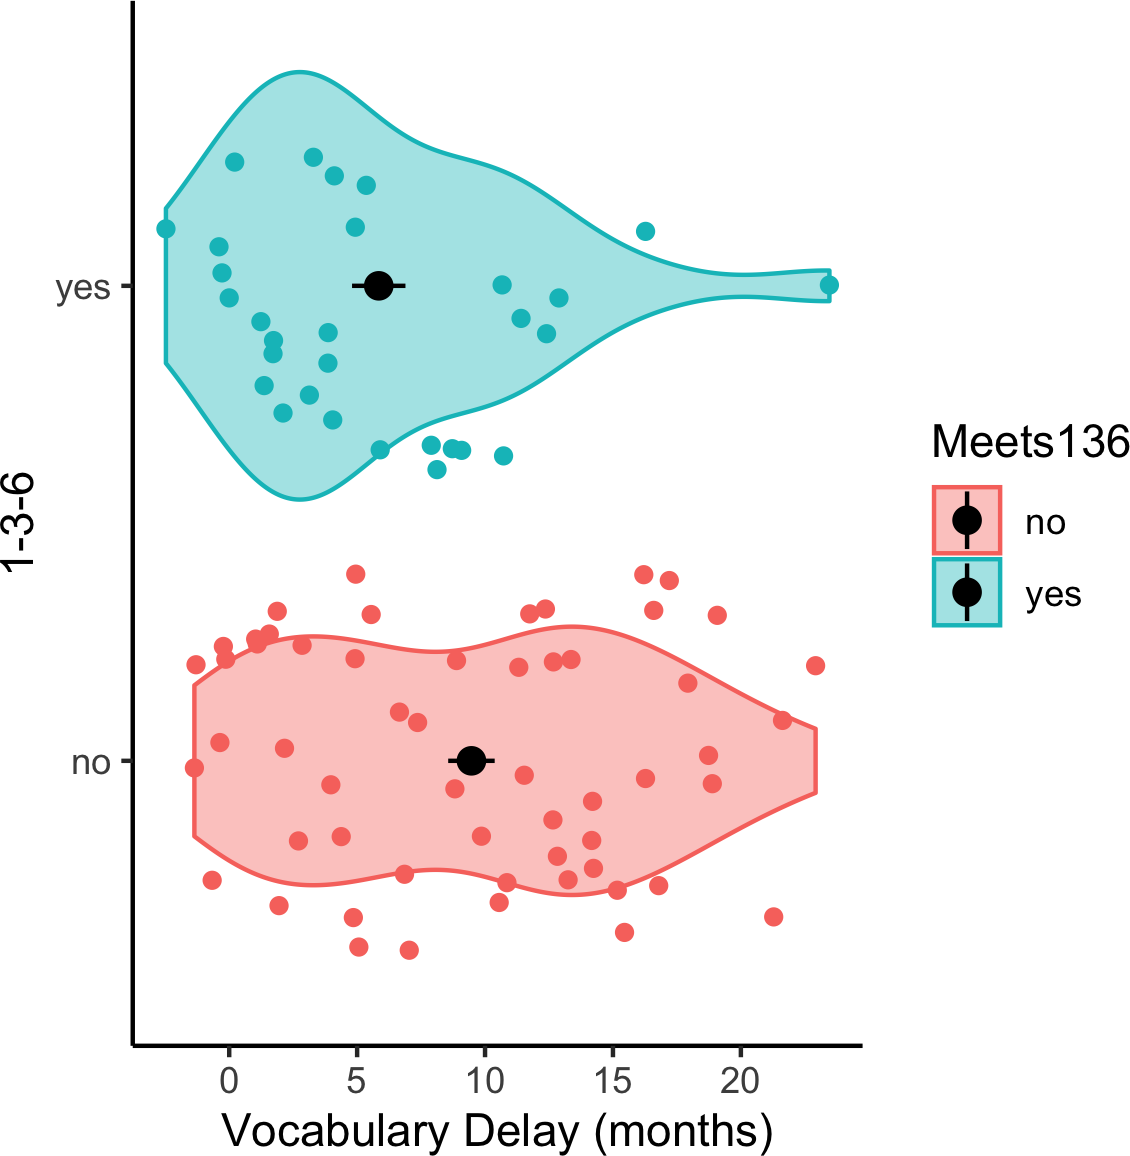 yes
no
1-3-6
0 5 10 15 20
Vocabulary Delay (months)
Meets136
no
yes